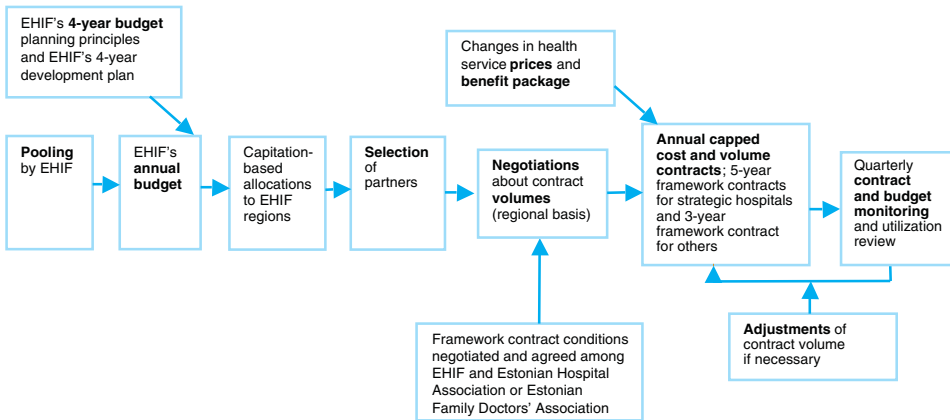 EHIF's 4-year budget
planning principles
and EHIF's 4-year
development plan
Changes in health
service prices and
benefit package
Pooling
by EHIF
EHIF's
annual
budget
Capitation-
based
allocations
to EHIF
regions
Selection of
partners
Negotiations
about contract
volumes
(regional basis)
Annual capped
cost and volume
contracts; 5-year
framework contracts
for strategic hospitals
and 3-year
framework contract
for others
Quarterly
contract
and budget
monitoring
and utilization
review
Framework contract conditions
negotiated and agreed among
EHIF and Estonian Hospital
Association or Estonian
Family Doctors' Association
Adjustments of
contract volume
if necessary